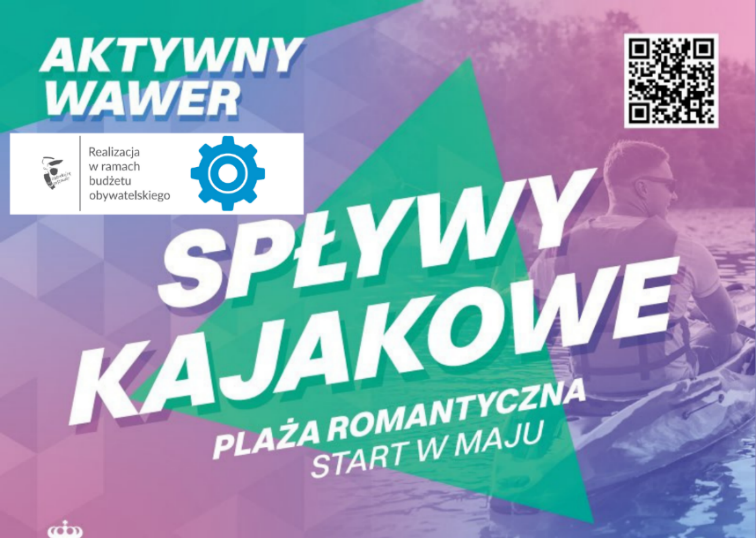 AKTYWNY
WAWER
Realizacja
w ramach
budżetu
obywatelskiego
SPŁYWY
KAJAKOWE
PLAŻA ROMANTYCZNA
START W MAJU